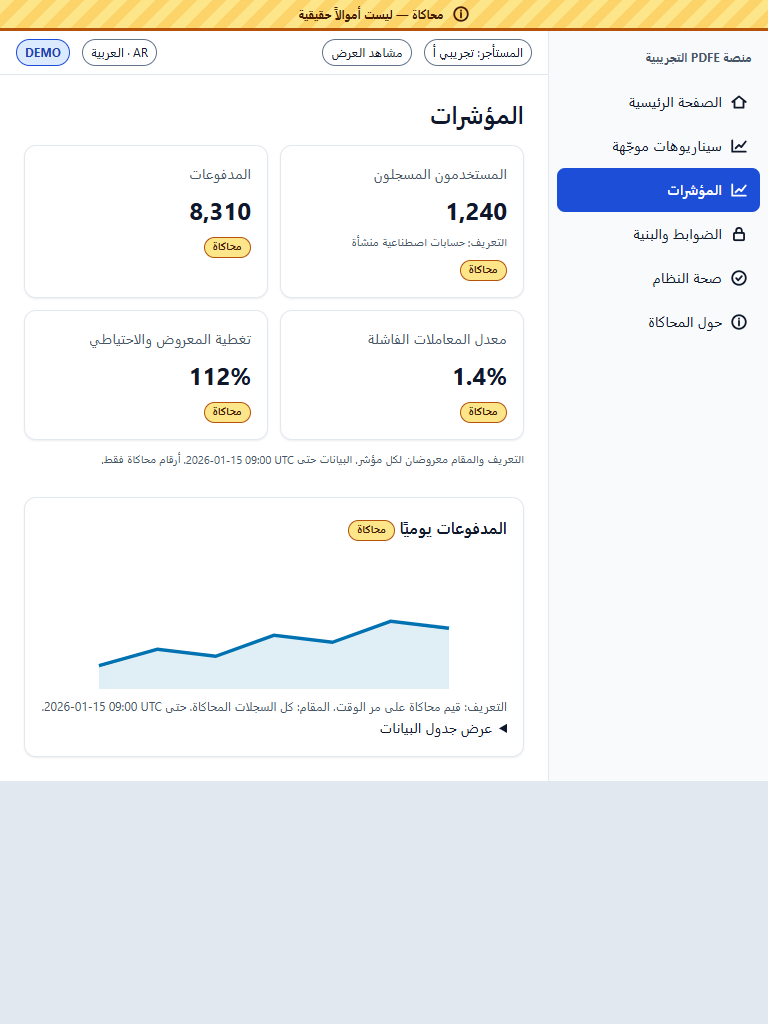 محاكاة — ليست أموالاً حقيقية
منصة PDFE التجريبية
الصفحة الرئيسية
سيناريوهات موجّهة
المؤشرات
الضوابط والبنية
صحة النظام
حول المحاكاة
المستأجر: تجريبي أ
مشاهد العرض
العربية · AR
DEMO
المؤشرات
المستخدمون المسجلون
1,240
التعريف: حسابات اصطناعية منشأة
محاكاة
المدفوعات
8,310
محاكاة
معدل المعاملات الفاشلة
1.4%
محاكاة
تغطية المعروض والاحتياطي
112%
محاكاة
التعريف والمقام معروضان لكل مؤشر. البيانات حتى 2026-01-15 09:00 UTC. أرقام محاكاة فقط.
المدفوعات يوميًا محاكاة
التعريف: قيم محاكاة على مر الوقت. المقام: كل السجلات المحاكاة. حتى 2026-01-15 09:00 UTC.
عرض جدول البيانات